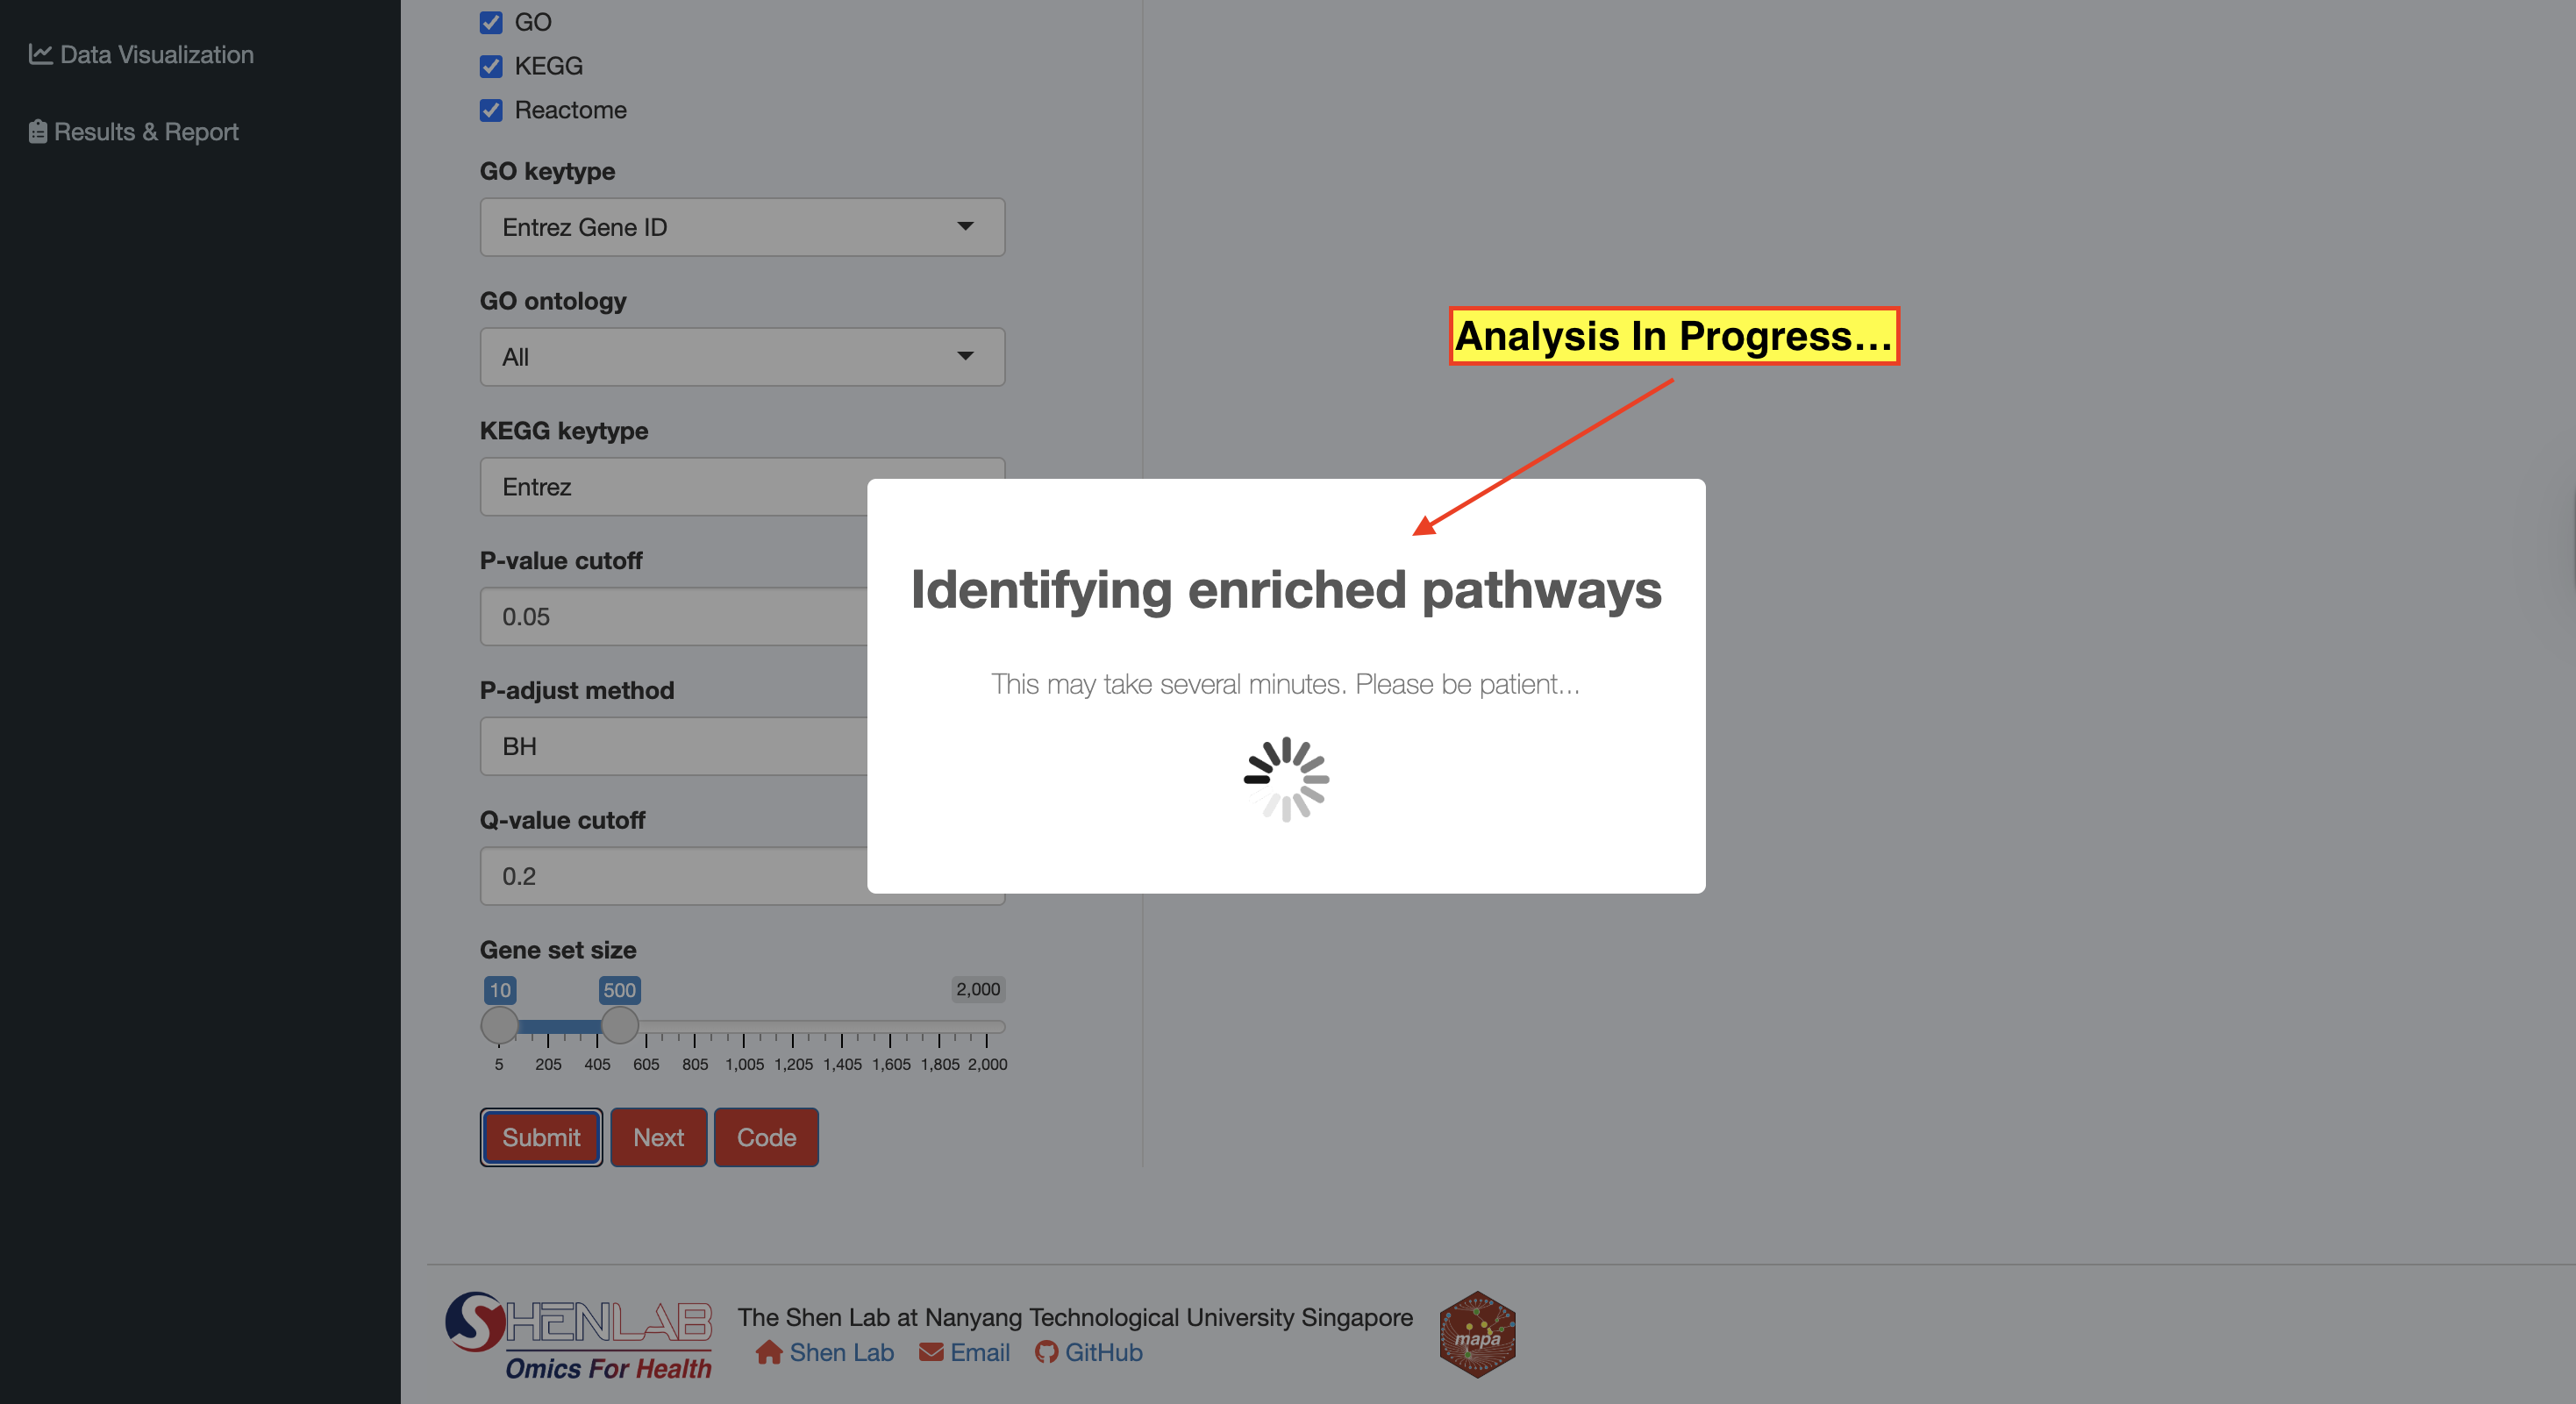 Data Visualization
Results & Report
GO
KEGG
Reactome
GO keytype
Entrez Gene ID
GO ontology
All
KEGG keytype
Entrez
P-value cutoff
0.05
P-adjust method
BH
Q-value cutoff
0.2
Gene set size
10 500 2,000
5 205 405 605 805 1,005 1,205 1,405 1,605 1,805 2,000
Submit Next Code
Analysis In Progress...
Identifying enriched pathways
This may take several minutes. Please be patient...
SHENLAB
Omics For Health
The Shen Lab at Nanyang Technological University Singapore
Shen Lab Email GitHub
mapa